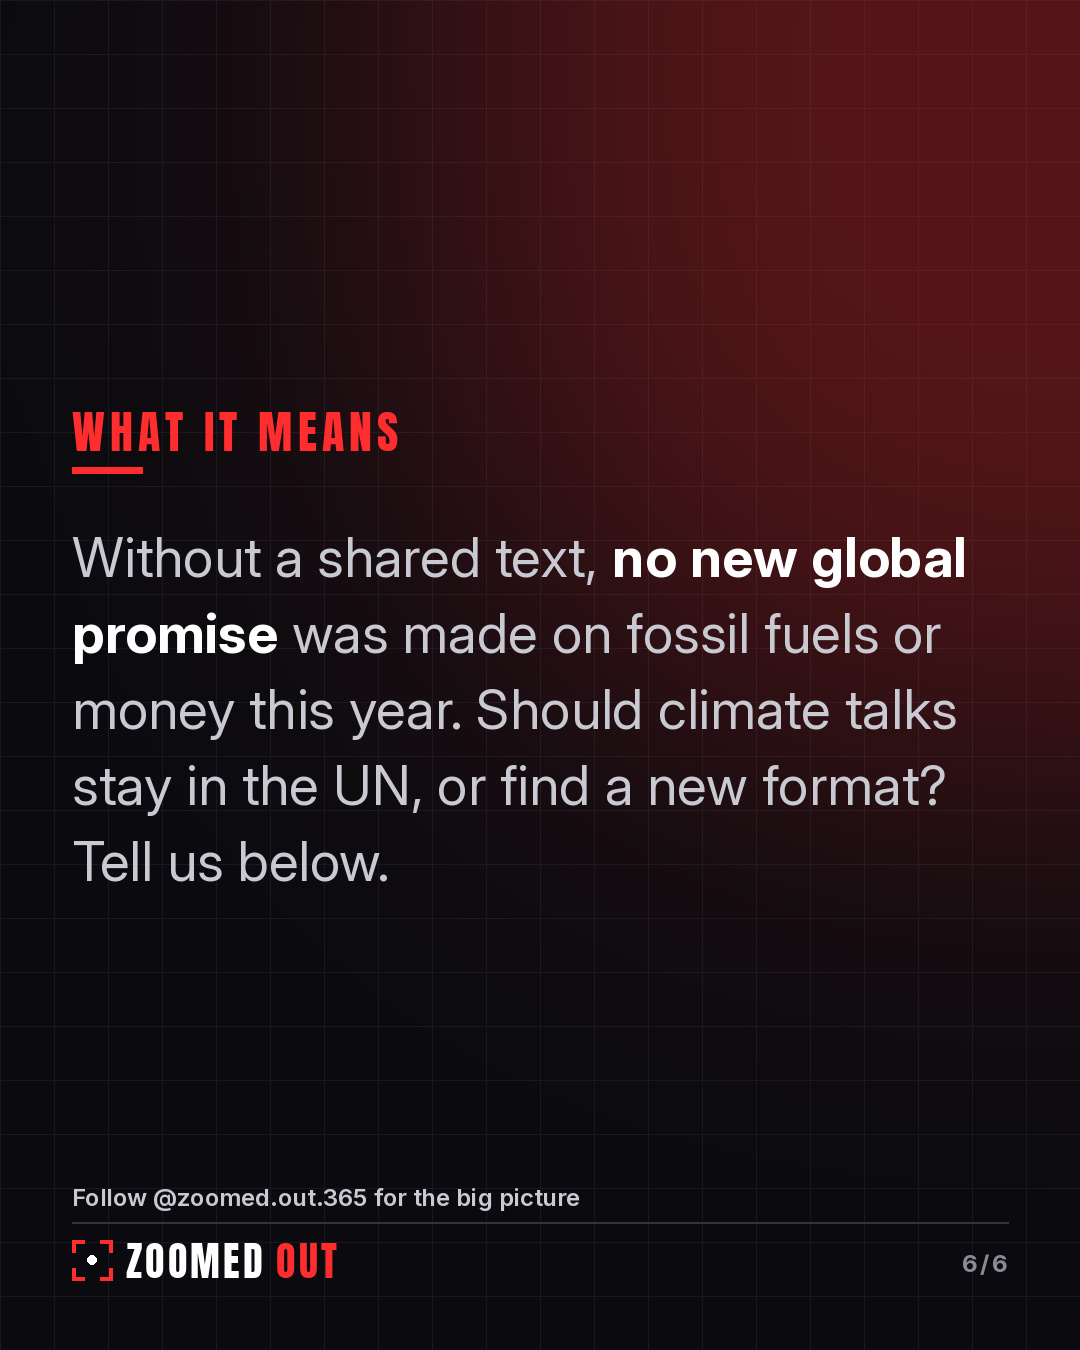 WHAT IT MEANS
Without a shared text, no new global
promise was made on fossil fuels or
money this year. Should climate talks
stay in the UN, or find a new format?
Tell us below.
Follow @zoomed.out.365 for the big picture
ZOOMED OUT
6/6